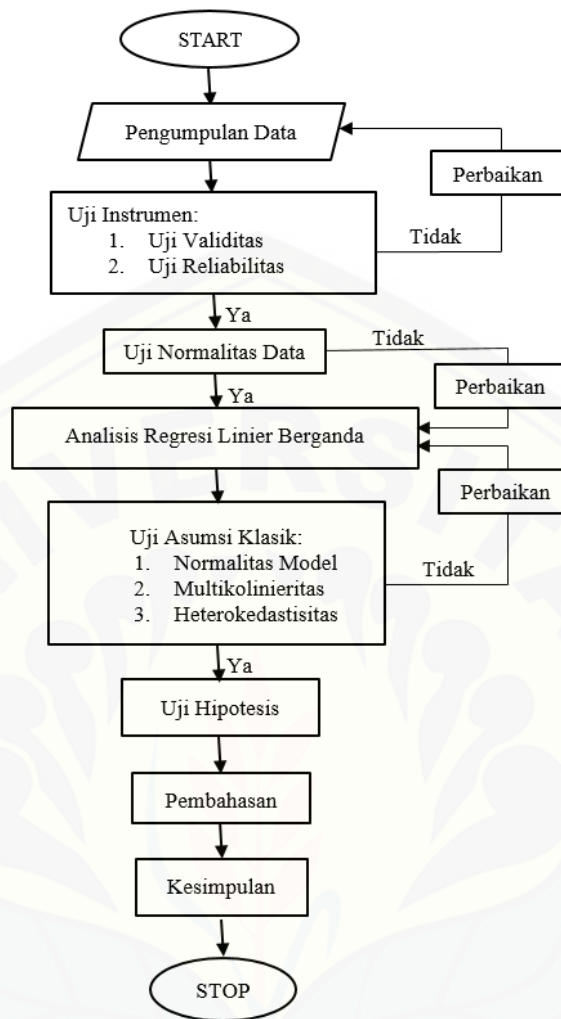 START
Pengumpulan Data
Perbaikan
Uji Instrumen:
1. Uji Validitas
2. Uji Reliabilitas
Tidak
Ya
Uji Normalitas Data
Tidak
Perbaikan
Ya
Analisis Regresi Linier Berganda
Perbaikan
Uji Asumsi Klasik:
1. Normalitas Model
2. Multikolinieritas
3. Heterokedastisitas
Tidak
Ya
Uji Hipotesis
Pembahasan
Kesimpulan
STOP
UNIVERSITA